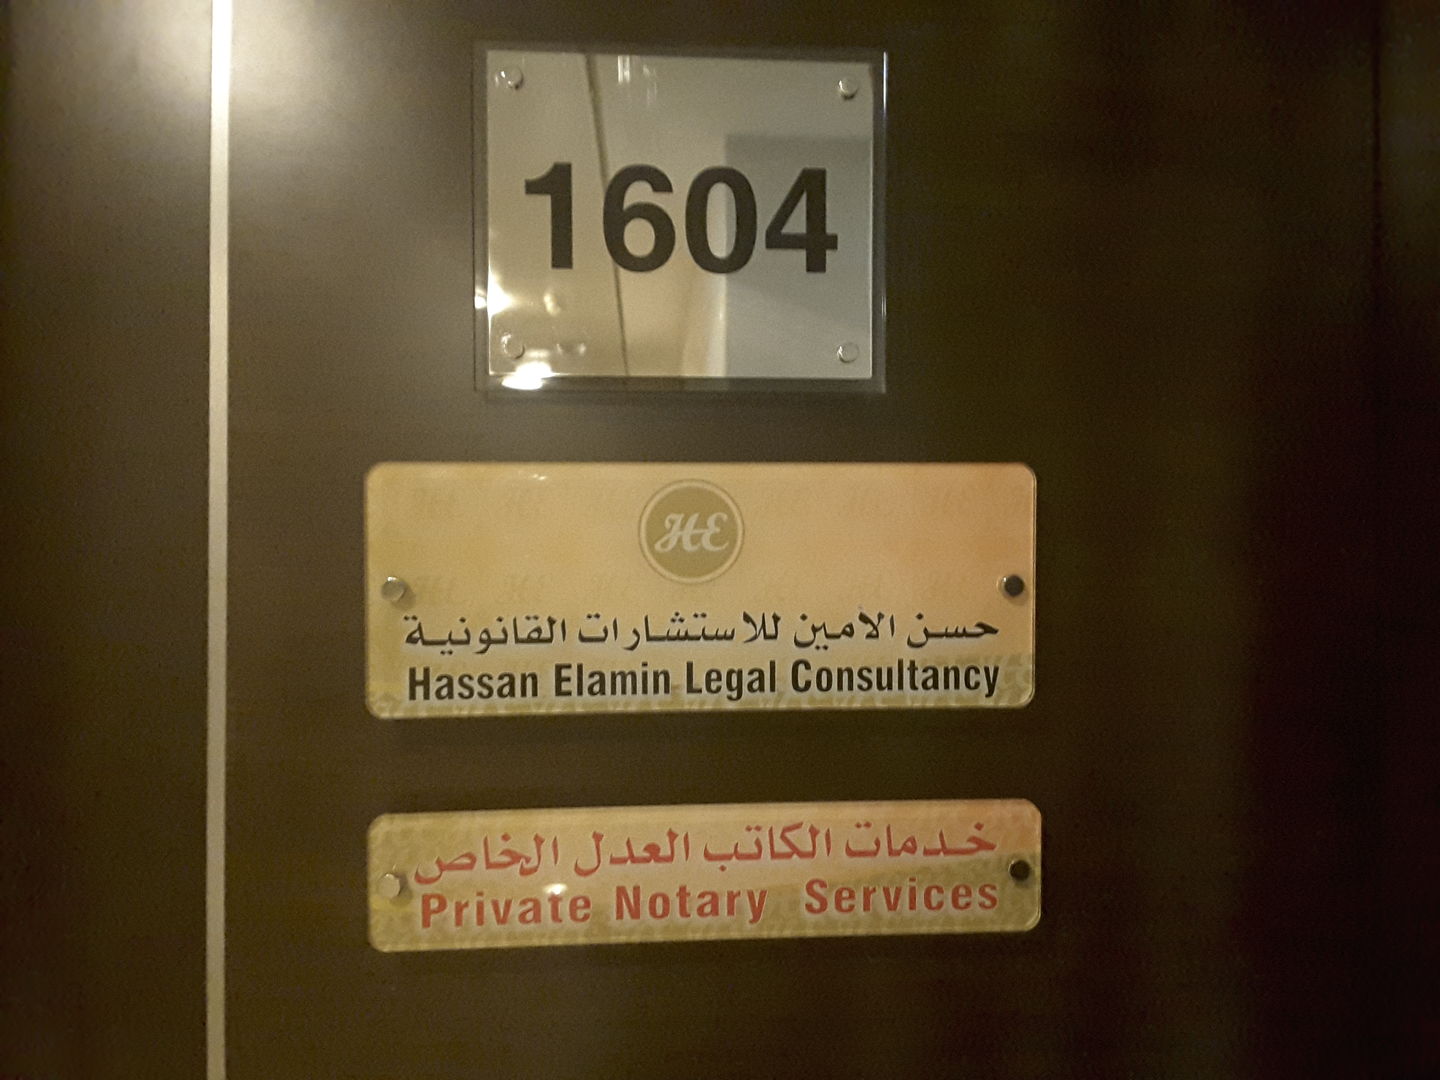 1604
HE
حسن الامين للاستشارات القانونية
Hassan Elamin Legal Consultancy
خدمات الكاتب العدل الخاص
Private Notary Services